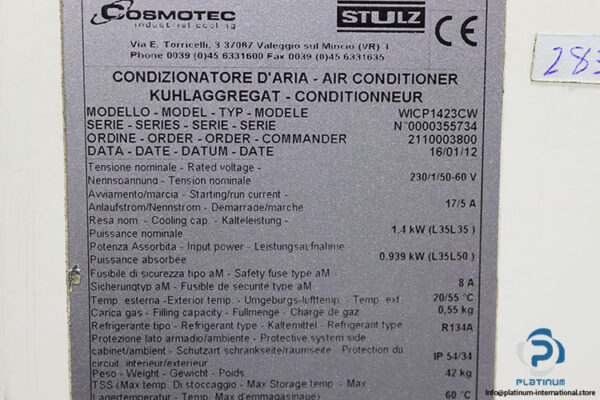 COSMOTEC
industrial cooling
STULZ
Via E. Torricelli, 3 37067 Valeggio sul Mincio (VR) I
Phone 0039 (0)45 6331600 Fax 0039 (0)45 6331635
CONDIZIONATORE D'ARIA - AIR CONDITIONER
KUHLAGGREGAT - CONDITIONNEUR
MODELLO - MODEL - TYP - MODELE WICP1423CW
SERIE - SERIES - SERIE - SERIE N°0000355734
ORDINE - ORDER - ORDER - COMMANDER 2110003800
DATA - DATE - DATUM - DATE 16/01/12
Tensione nominale - Rated voltage -
Nennspannung - Tension nominale 230/1/50-60 V
Avviamento/marcia - Starting/run current -
Anlaufstrom/Nennstrom - Démarrage/marche 17/5 A
Resa nom. - Cooling cap. - Kalteleistung -
Puissance nominale 1.4 kW (L35L35 )
Potenza Assorbita - Input power - Leistungsaufnahme
Puissance absorbée 0.939 kW (L35L50 )
Fusibile di sicurezza tipo aM - Safety fuse type aM
Sicherungtyp aM - Fusible de security type aM 8 A
Temp. esterna -Exterior temp. - Umgebungs-lufttemp. Temp. ext 20/55 °C
Carica gas - Filling capacity - Fullmenge - Charge de gaz 0,55 kg
Refrigerante tipo - Refrigerant type - Kaltemittel - Refrigerant type R134A
Protezione lato armadio/ambiente - Protective system side
cabinet/ambient - Schutzart schrankseite/raumseite Protection du
circuit interieur/exterieur IP 54/34
Peso - Weight - Gewicht - Poids 42 kg
TSS (Max temp. Di stoccaggio - Max Storage temp - Max
Lagertemperatur - Temp. Max d'emmagasinage) 60 °C
283
PLATINUM
Info@platinum-international.store